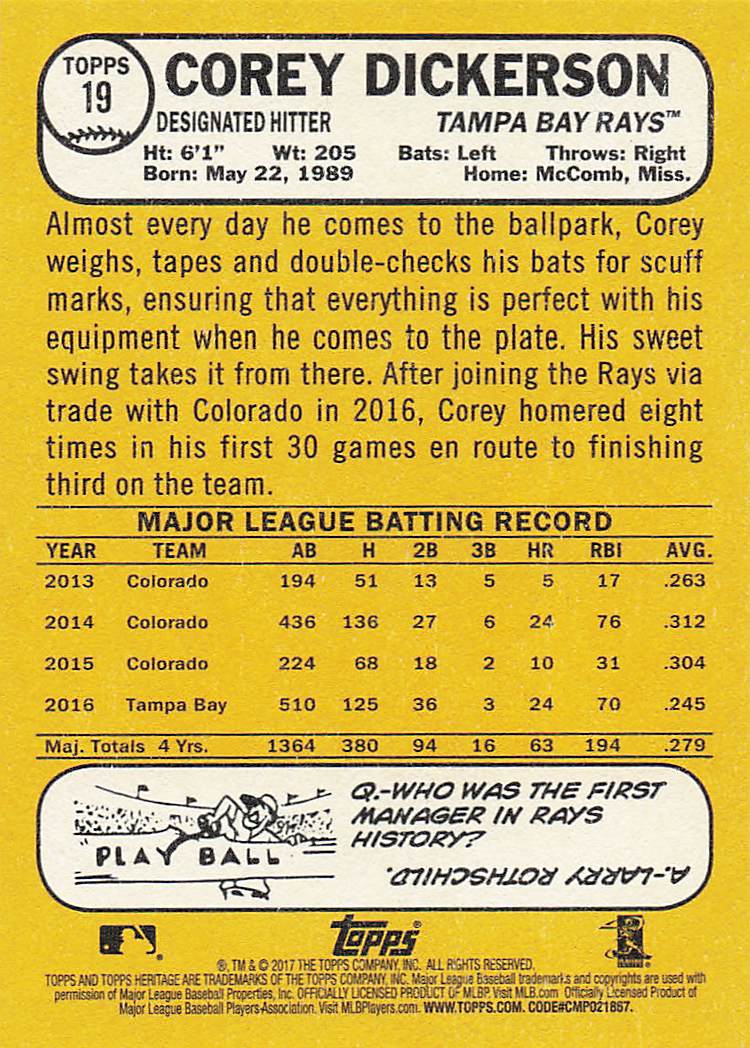 TOPPS
19
COREY DICKERSON
DESIGNATED HITTER TAMPA BAY RAYS™
Ht: 6'1" Wt: 205 Bats: Left Throws: Right
Born: May 22, 1989 Home: McComb, Miss.
Almost every day he comes to the ballpark, Corey
weighs, tapes and double-checks his bats for scuff
marks, ensuring that everything is perfect with his
equipment when he comes to the plate. His sweet
swing takes it from there. After joining the Rays via
trade with Colorado in 2016, Corey homered eight
times in his first 30 games en route to finishing
third on the team.
MAJOR LEAGUE BATTING RECORD
YEAR TEAM AB H 2B 3B HR RBI AVG.
2013 Colorado 194 51 13 5 5 17 .263
2014 Colorado 436 136 27 6 24 76 .312
2015 Colorado 224 68 18 2 10 31 .304
2016 Tampa Bay 510 125 36 3 24 70 .245
Maj. Totals 4 Yrs. 1364 380 94 16 63 194 .279
PLAY BALL
Q.-WHO WAS THE FIRST
MANAGER IN RAYS
HISTORY?
A.-LARRY ROTHSCHILD.
Topps®
®, TM & © 2017 THE TOPPS COMPANY, INC. ALL RIGHTS RESERVED.
TOPPS AND TOPPS HERITAGE ARE TRADEMARKS OF THE TOPPS COMPANY, INC. Major League Baseball trademarks and copyrights are used with
permission of Major League Baseball Properties, Inc. OFFICIALLY LICENSED PRODUCT OF MLBP. Visit MLB.com Officially Licensed Product of
Major League Baseball Players Association. Visit MLBPlayers.com. WWW.TOPPS.COM. CODE#CMP021867.